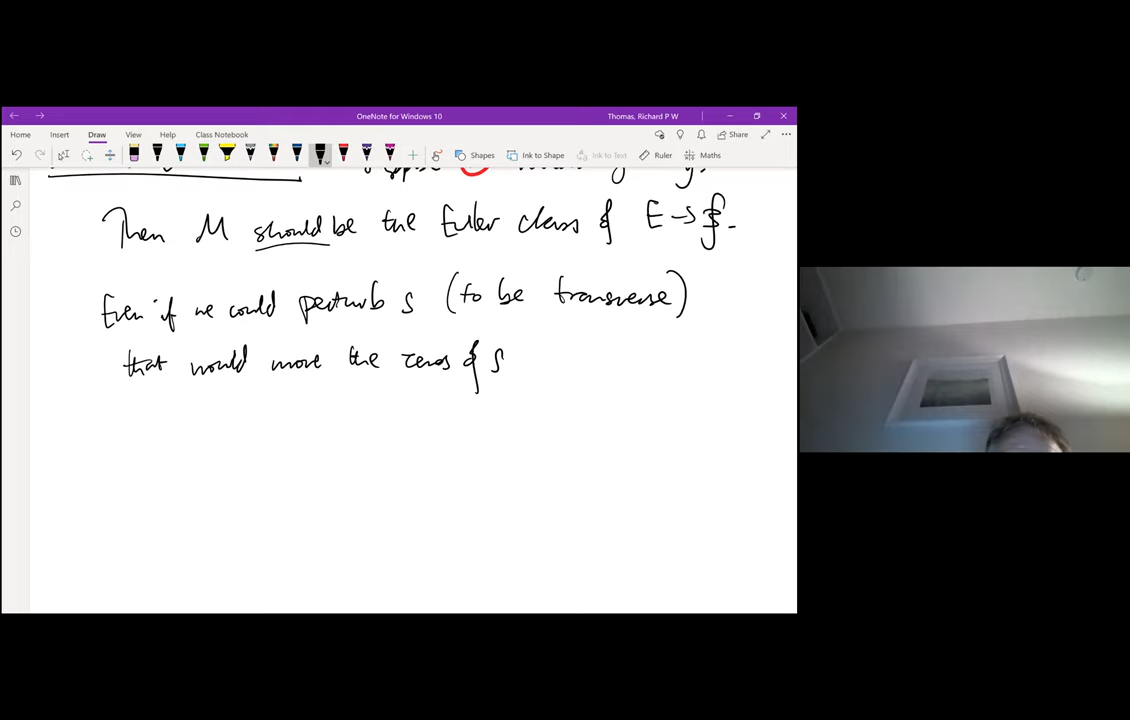 OneNote for Windows 10
Thomas, Richard P W
Home Insert Draw View Help Class Notebook
Share
Shapes Ink to Shape Ink to Text Ruler Maths
Then M should be the Euler class of E →
Even if we could perturb s (to be transverse)
that would move the zeros of s